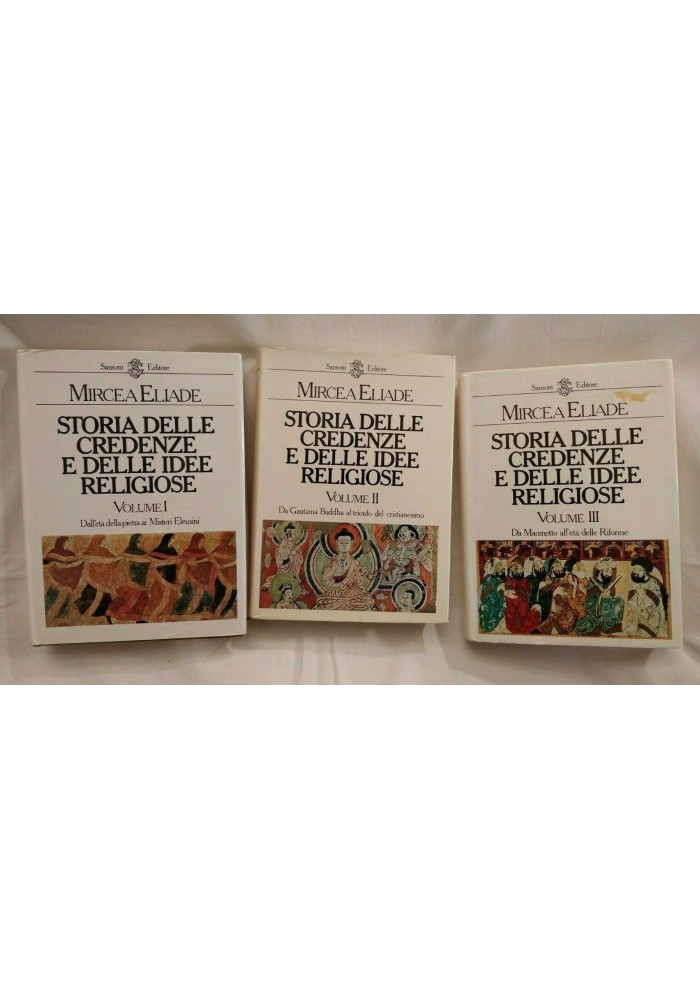 Sansoni Editore
MIRCEA ELIADE
STORIA DELLE
CREDENZE
E DELLE IDEE
RELIGIOSE
VOLUME I
Dall'età della pietra ai Misteri Eleusini
Sansoni Editore
MIRCEA ELIADE
STORIA DELLE
CREDENZE
E DELLE IDEE
RELIGIOSE
VOLUME II
Da Gautama Buddha al trionfo del cristianesimo
Sansoni Editore
MIRCEA ELIADE
STORIA DELLE
CREDENZE
E DELLE IDEE
RELIGIOSE
VOLUME III
Da Maometto all'età delle Riforme